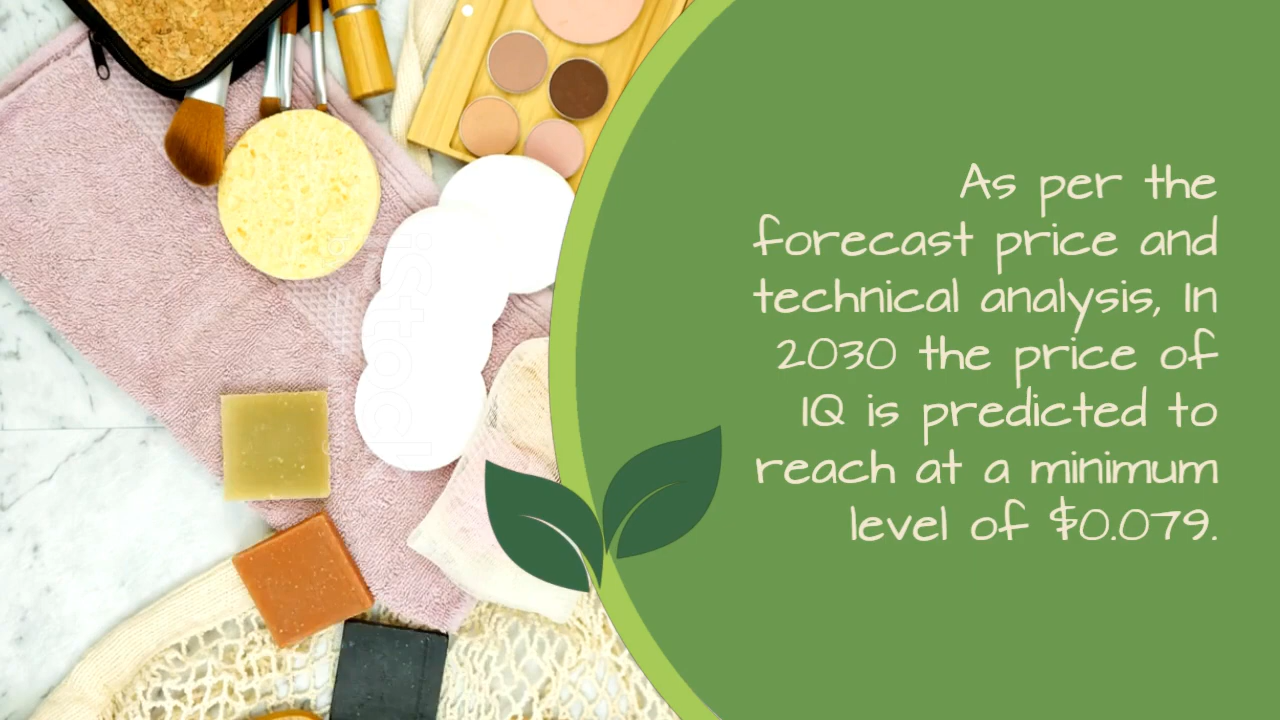 As per the
forecast price and
technical analysis, In
2030 the price of
IQ is predicted to
reach at a minimum
level of $0.079.
iStock